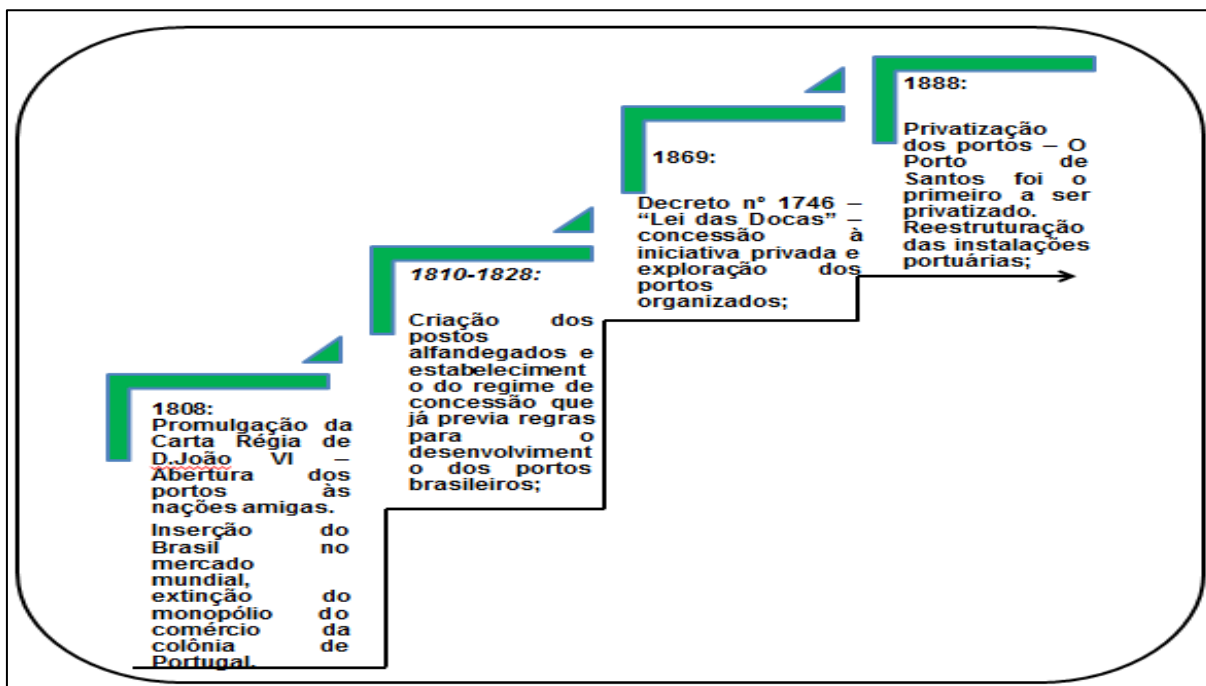 1808:
Promulgação da
Carta Régia de
D.João VI –
Abertura dos
portos às
nações amigas.
Inserção do
Brasil no
mercado
mundial,
extinção do
monopólio do
comércio da
colônia de
Portugal.
1810-1828:
Criação dos
postos
alfandegados e
estabeleciment
o do regime de
concessão que
já previa regras
para o
desenvolviment
o dos portos
brasileiros;
1869:
Decreto n° 1746 –
“Lei das Docas” –
concessão à
iniciativa privada e
exploração dos
portos
organizados;
1888:
Privatização
dos portos – O
Porto de
Santos foi o
primeiro a ser
privatizado.
Reestruturação
das instalações
portuárias;